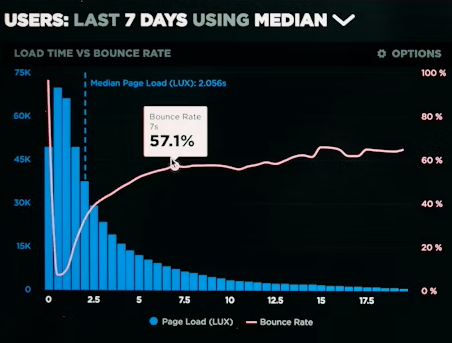 USERS: LAST 7 DAYS USING MEDIAN
LOAD TIME VS BOUNCE RATE
OPTIONS
75K
100 %
Median Page Load (LUX): 2.056s
60K
80 %
Bounce Rate
7s
57.1%
45K
60 %
30K
40 %
15K
20 %
0
0 %
0 2.5 5 7.5 10 12.5 15 17.5
Page Load (LUX) Bounce Rate